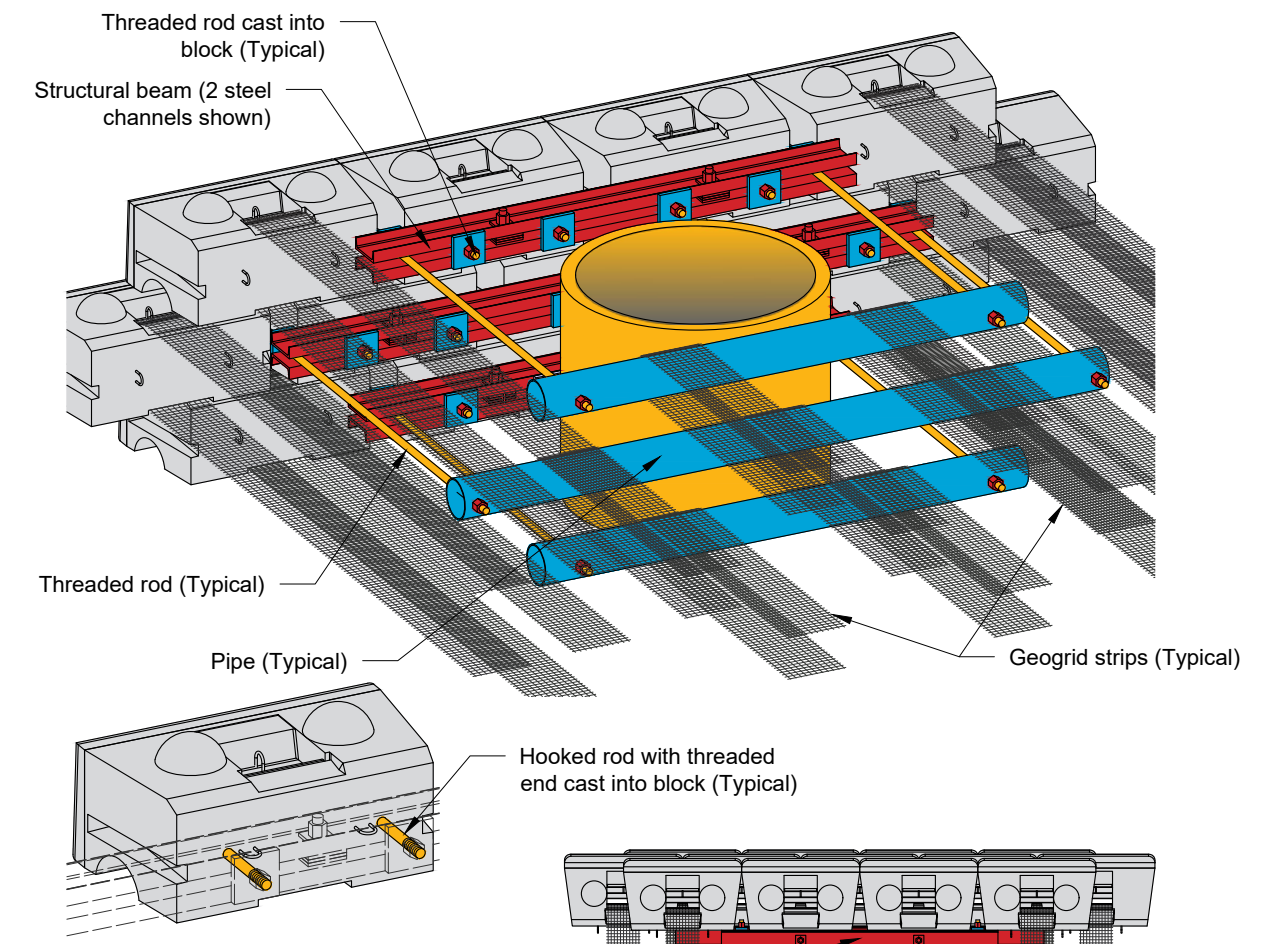 Threaded rod cast into
block (Typical)
Structural beam (2 steel
channels shown)
Threaded rod (Typical)
Pipe (Typical)
Geogrid strips (Typical)
Hooked rod with threaded
end cast into block (Typical)